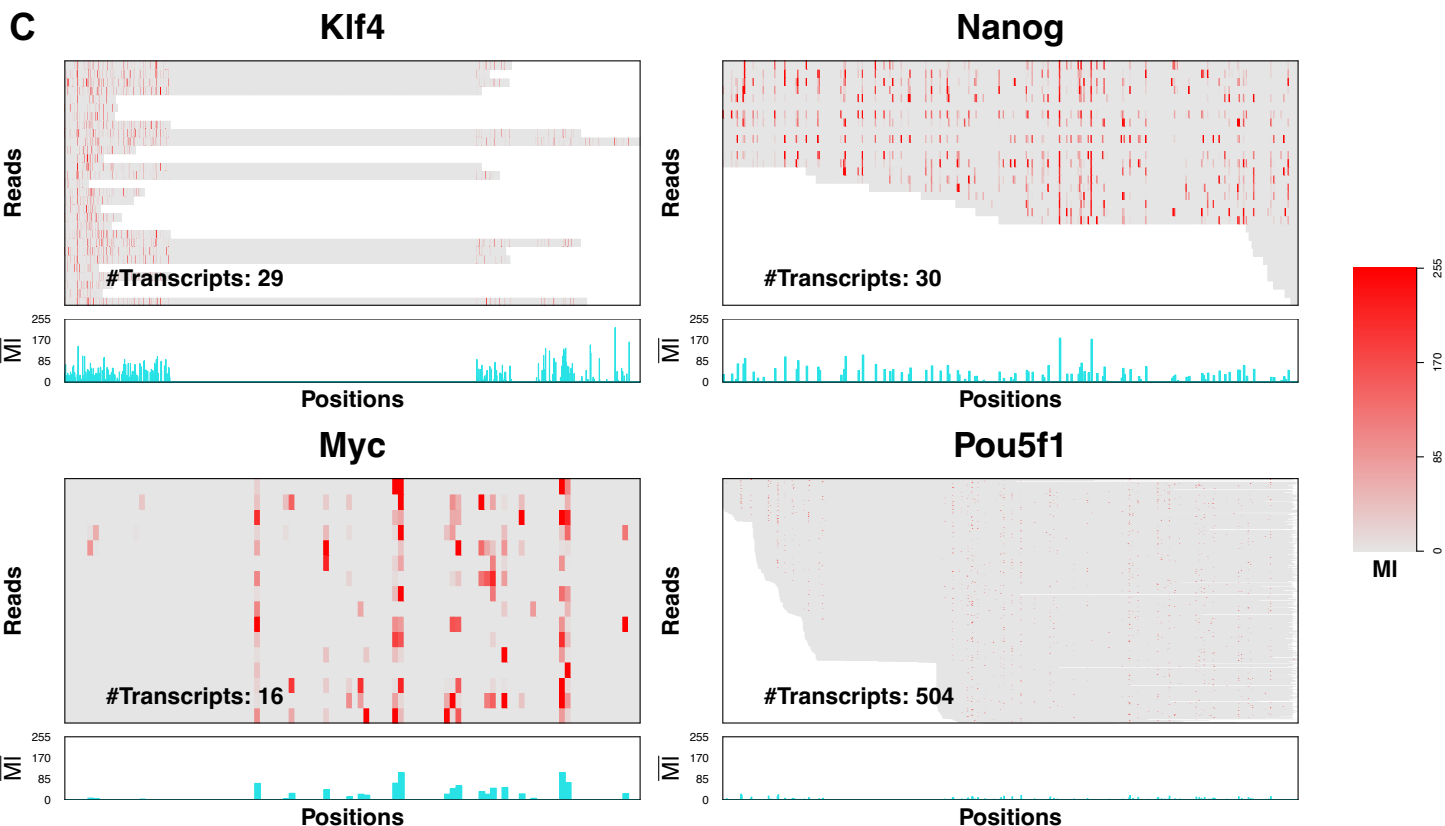 C
Klf4
Reads
#Transcripts: 29
255
170
85
0
MI
Positions
Nanog
Reads
#Transcripts: 30
255
170
85
0
MI
Positions
Myc
Reads
#Transcripts: 16
255
170
85
0
MI
Positions
Pou5f1
Reads
#Transcripts: 504
255
170
85
0
MI
Positions
255
170
85
0
MI